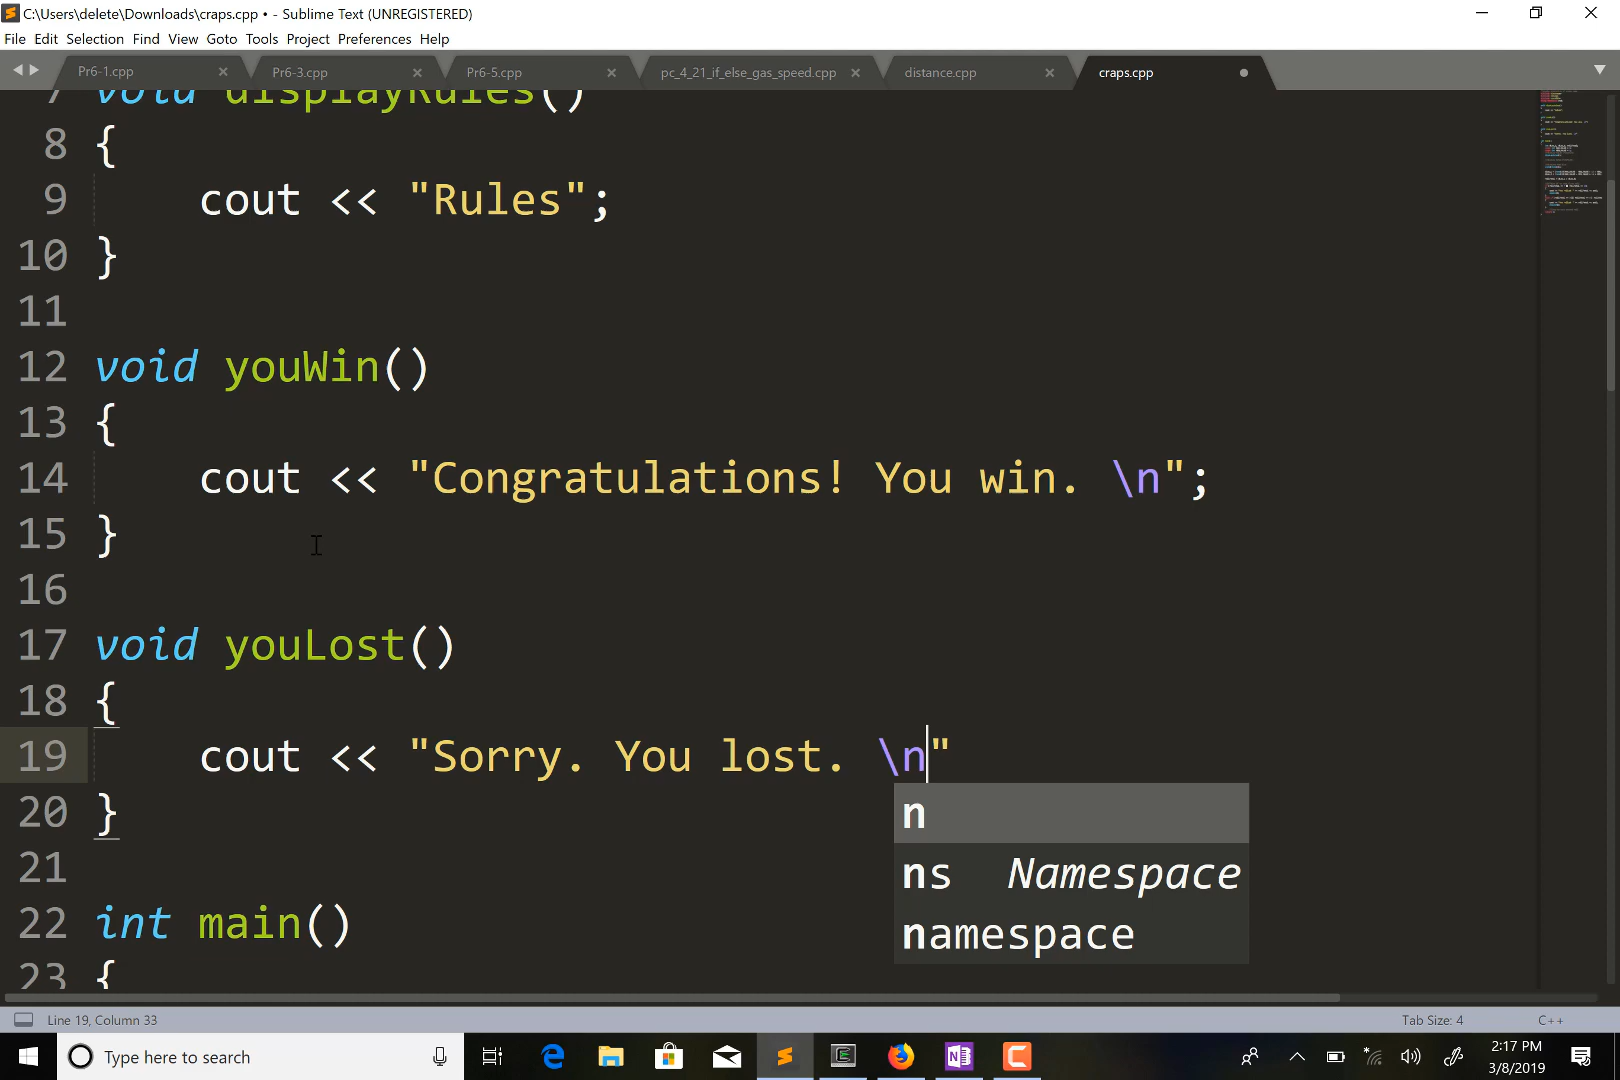 C:\Users\delete\Downloads\craps.cpp • - Sublime Text (UNREGISTERED)
File Edit Selection Find View Goto Tools Project Preferences Help
Pr6-1.cpp Pr6-3.cpp Pr6-5.cpp pc_4_21_if_else_gas_speed.cpp distance.cpp craps.cpp
7 void displayRules()
8 {
9 cout << "Rules";
10 }
11
12 void youWin()
13 {
14 cout << "Congratulations! You win. \n";
15 }
16
17 void youLost()
18 {
19 cout << "Sorry. You lost. \n"
n
20 }
ns Namespace
21
namespace
22 int main()
23 {
Line 19, Column 33 Tab Size: 4 C++
Type here to search 2:17 PM
3/8/2019